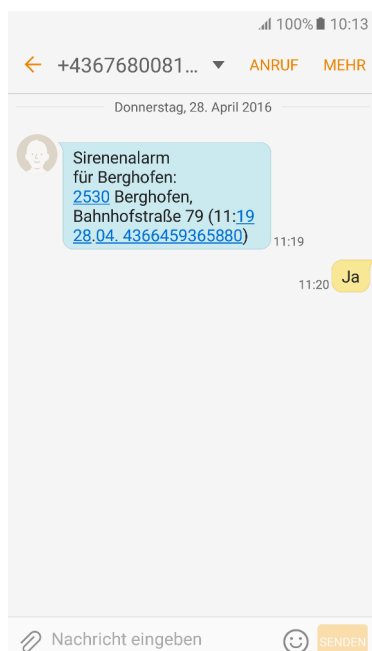 100% 10:13
+4367680081... ANRUF MEHR
Donnerstag, 28. April 2016
Sirenenalarm
für Berghofen:
2530 Berghofen,
Bahnhofstraße 79 (11:19
28.04. 4366459365880)
11:19
11:20 Ja
Nachricht eingeben SENDEN